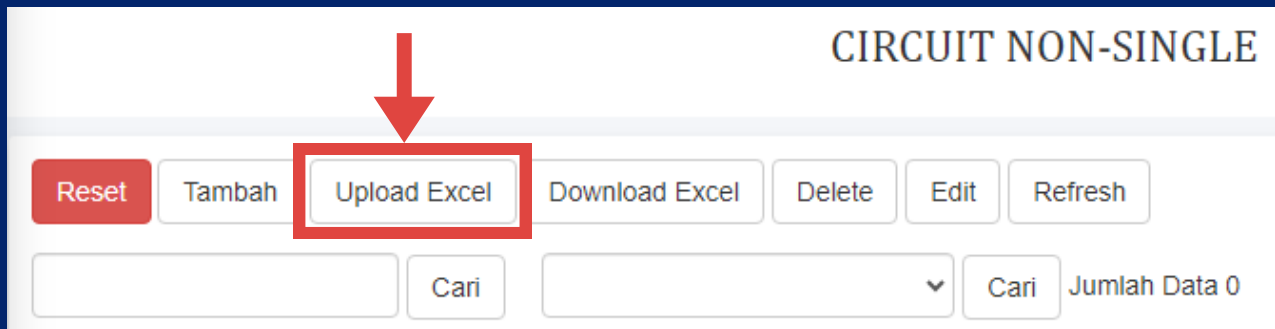 CIRCUIT NON-SINGLE
Reset Tambah Upload Excel Download Excel Delete Edit Refresh
Cari Cari Jumlah Data 0